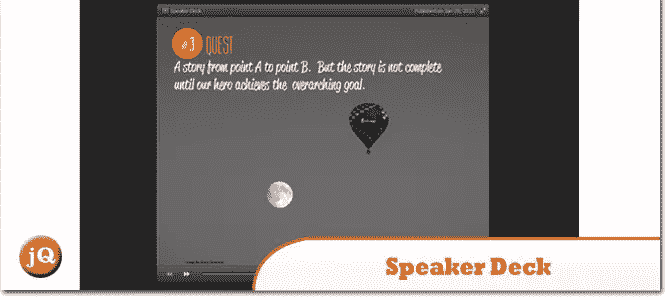 Speaker Deck
#3 QUEST
A story from point A to point B. But the story is not complete
until our hero achieves the overarching goal.
jQ
Speaker Deck